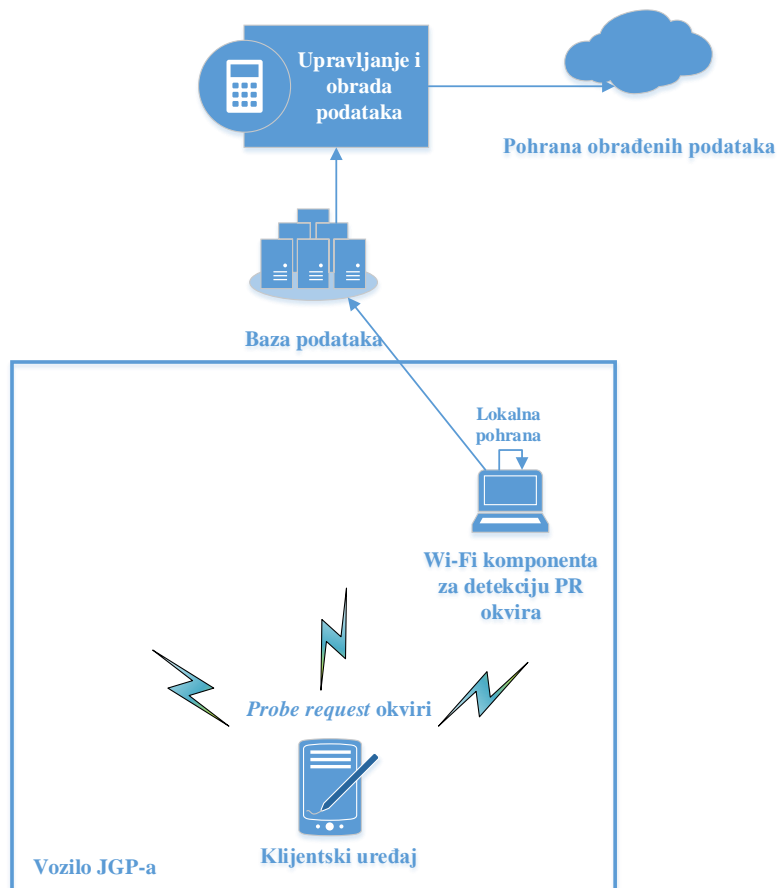 Upravljanje i
obrada
podataka
Pohrana obrađenih podataka
Baza podataka
Lokalna
pohrana
Wi-Fi komponenta
za detekciju PR
okvira
Probe request okviri
Klijentski uređaj
Vozilo JGP-a